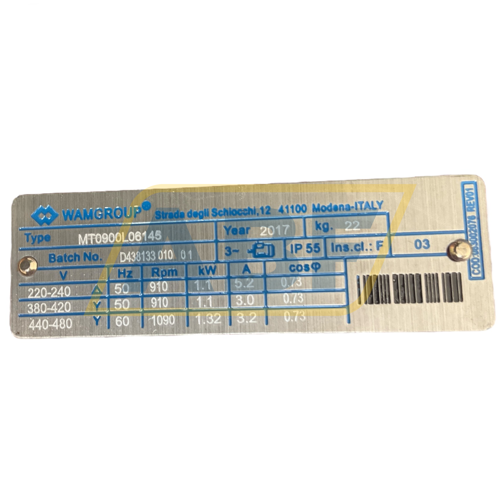 WAMGROUP® Strada degli Schiocchi,12 41100 Modena-ITALY
Type MT0900L06145 Year 2017 kg. 22
Batch No. D438133 010 01 3~ IP 55 Ins.cl: F 03
V Hz Rpm kW A cosφ
220-240 Δ 50 910 1.1 5.2 0.73
380-420 Y 50 910 1.1 3.0 0.73
440-480 Y 60 1090 1.32 3.2 0.73
REV01